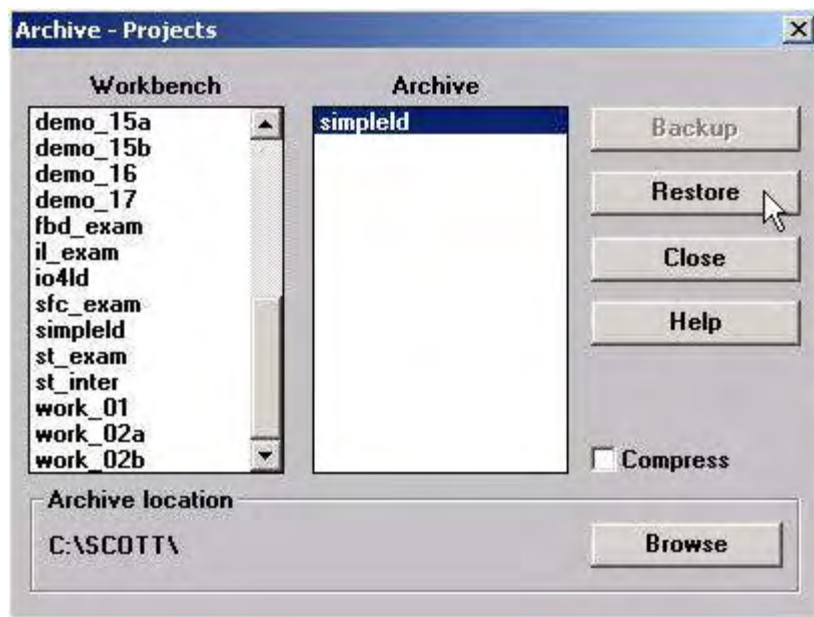 Archive - Projects
Workbench
Archive
demo_15a
demo_15b
demo_16
demo_17
fbd_exam
il_exam
io4ld
sfc_exam
simpleld
st_exam
st_inter
work_01
work_02a
work_02b
simpleld
Backup
Restore
Close
Help
Compress
Archive location
C:\SCOTT\
Browse